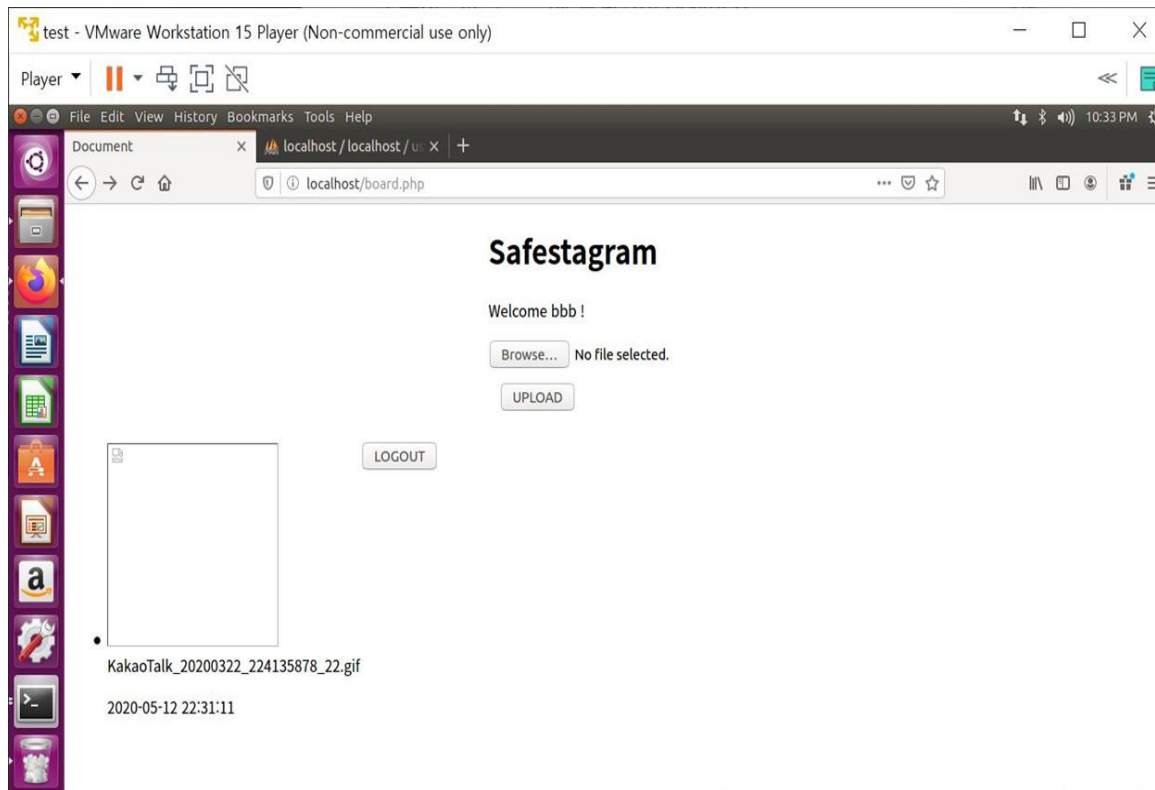 test - VMware Workstation 15 Player (Non-commercial use only)
Player
File Edit View History Bookmarks Tools Help 10:33 PM
Document localhost / localhost / us
localhost/board.php
Safestagram
Welcome bbb !
Browse... No file selected.
UPLOAD
LOGOUT
KakaoTalk_20200322_224135878_22.gif
2020-05-12 22:31:11